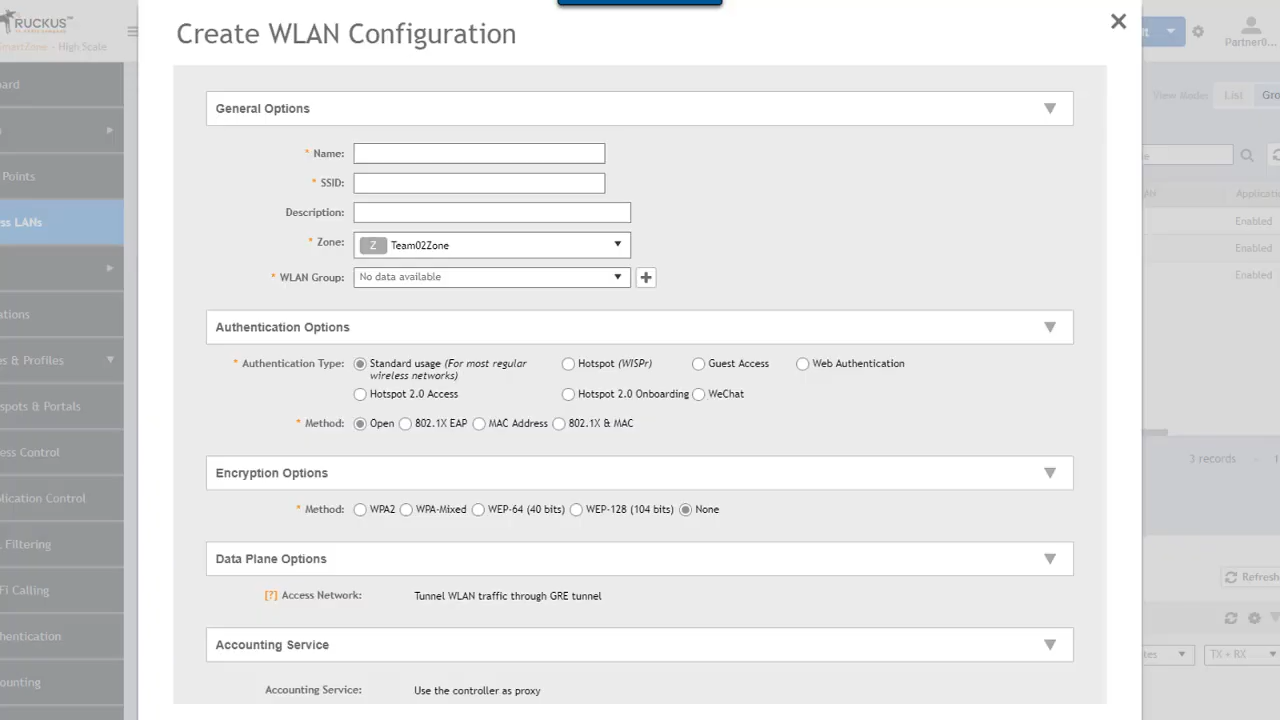 RUCKUS
SmartZone - High Scale
Create WLAN Configuration
Partner0...
View Mode:
List
Gro
General Options
* Name:
* SSID:
Description:
* Zone:
Z Team02Zone
* WLAN Group:
No data available
Authentication Options
* Authentication Type:
Standard usage (For most regular
wireless networks)
Hotspot (WISPr)
Guest Access
Web Authentication
Hotspot 2.0 Access
Hotspot 2.0 Onboarding
WeChat
* Method:
Open
802.1X EAP
MAC Address
802.1X & MAC
Encryption Options
* Method:
WPA2
WPA-Mixed
WEP-64 (40 bits)
WEP-128 (104 bits)
None
Data Plane Options
[?] Access Network:
Tunnel WLAN traffic through GRE tunnel
Accounting Service
Accounting Service:
Use the controller as proxy
ard
Points
ss LANs
ations
s & Profiles
spots & Portals
ess Control
lication Control
Filtering
Fi Calling
hentication
ounting
AN
Applicatio
Enabled
Enabled
Enabled
3 records
1
Refresh
tes
TX + RX